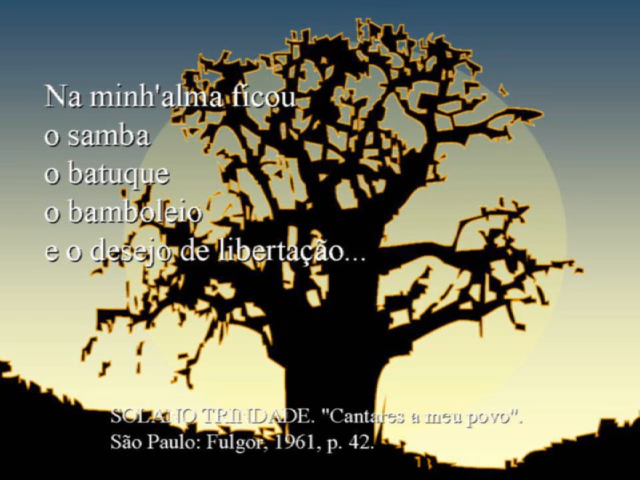 Na minh'alma ficou
o samba
o batuque
o bamboleio
e o desejo de libertação...
SOLANO TRINDADE. "Cantares a meu povo".
São Paulo: Fulgor, 1961, p. 42.